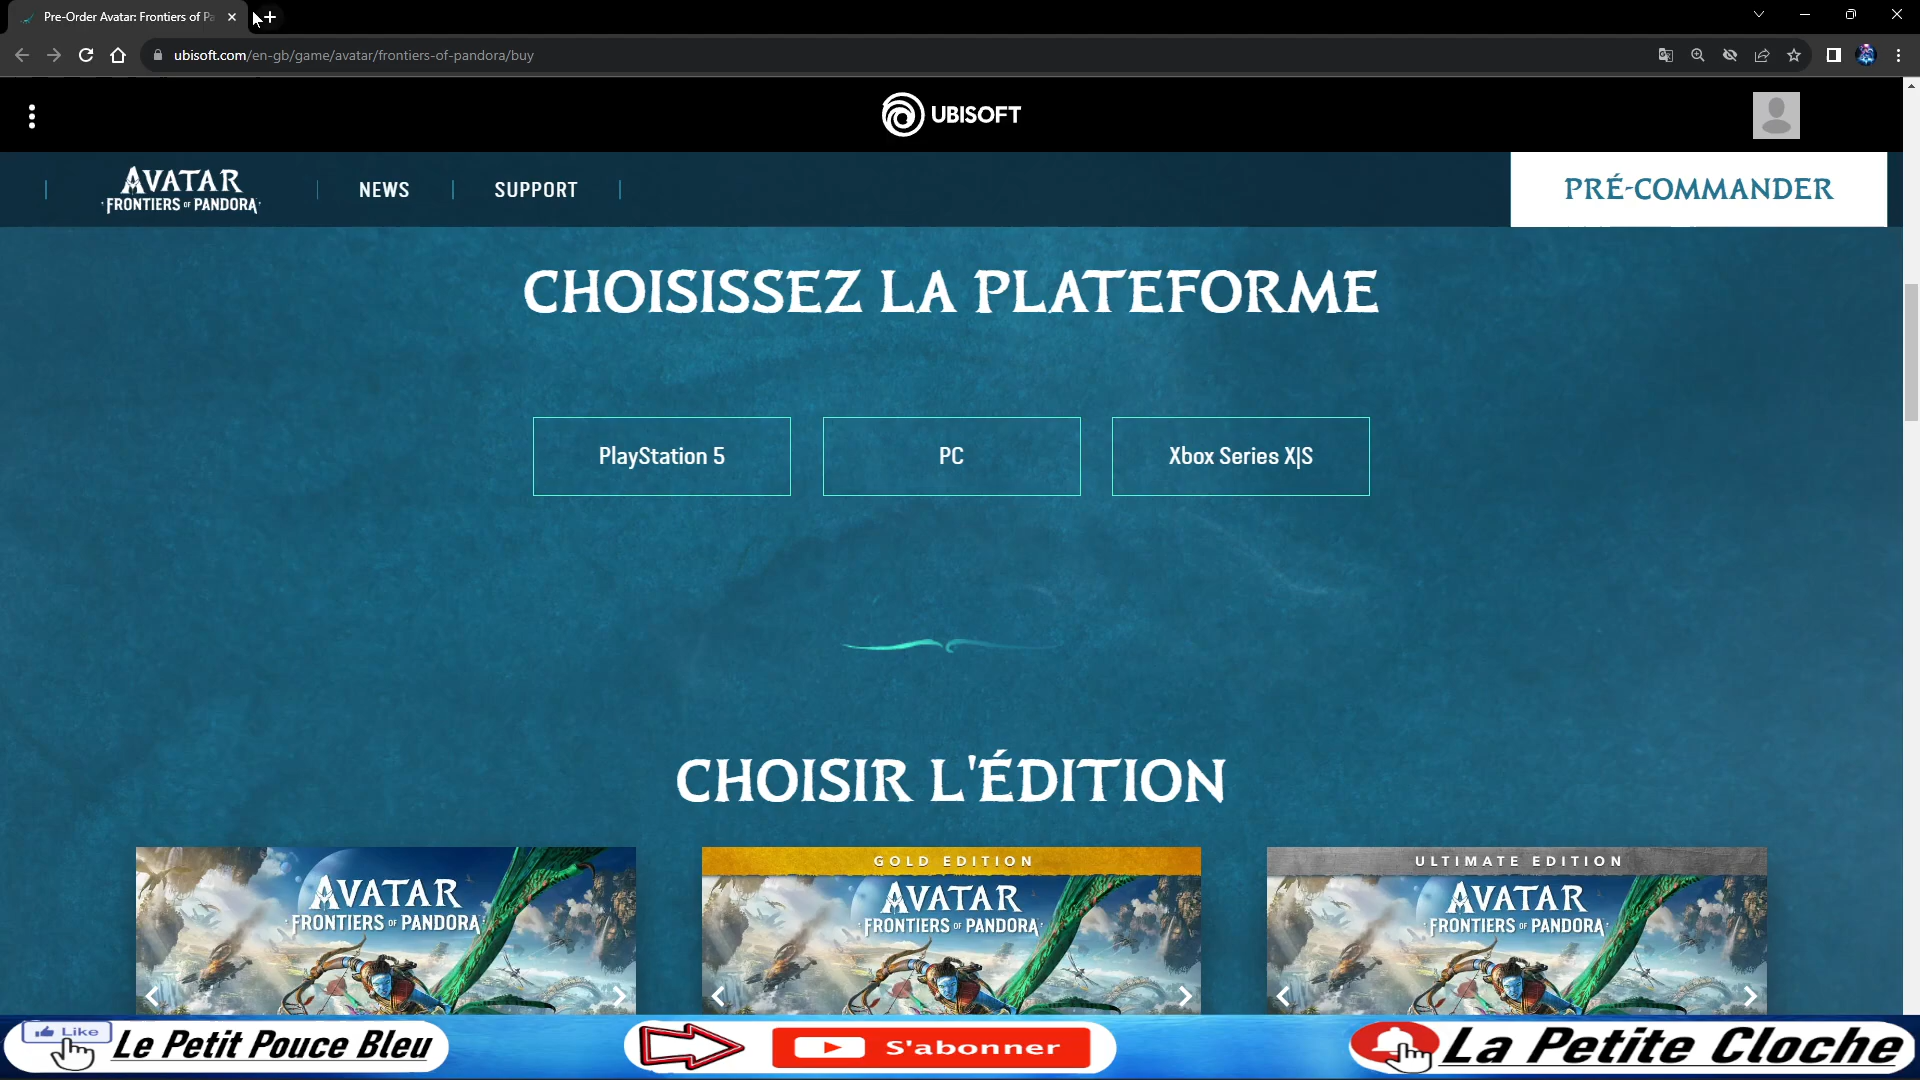 Pre-Order Avatar: Frontiers of Pa
ubisoft.com/en-gb/game/avatar/frontiers-of-pandora/buy
UBISOFT
AVATAR
FRONTIERS OF PANDORA
NEWS
SUPPORT
PRÉ-COMMANDER
CHOISISSEZ LA PLATEFORME
PlayStation 5
PC
Xbox Series X|S
CHOISIR L'ÉDITION
AVATAR
FRONTIERS OF PANDORA
GOLD EDITION
AVATAR
FRONTIERS OF PANDORA
ULTIMATE EDITION
AVATAR
FRONTIERS OF PANDORA
Like
Le Petit Pouce Bleu
S'abonner
La Petite Cloche